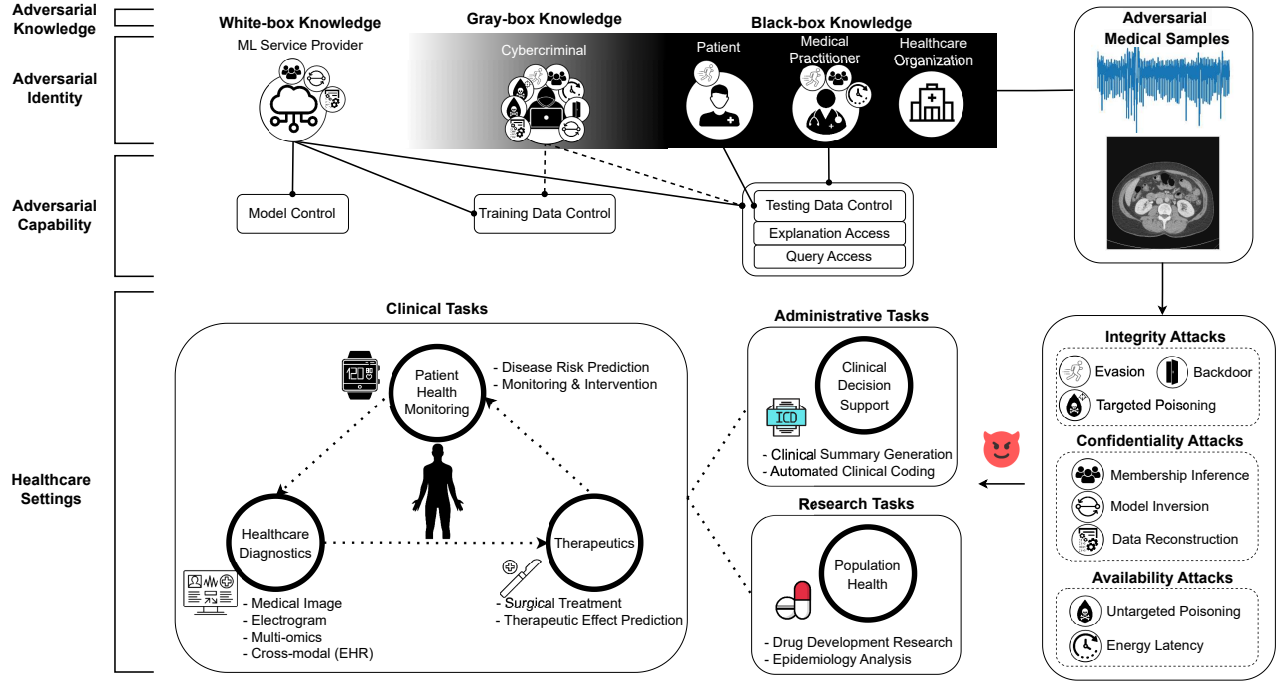 Adversarial
Knowledge
White-box Knowledge
Gray-box Knowledge
Black-box Knowledge
Adversarial
Identity
ML Service Provider
Cybercriminal
Patient
Medical
Practitioner
Healthcare
Organization
Adversarial
Medical Samples
Adversarial
Capability
Model Control
Training Data Control
Testing Data Control
Explanation Access
Query Access
Healthcare
Settings
Clinical Tasks
Patient
Health
Monitoring
120
80
- Disease Risk Prediction
- Monitoring & Intervention
Healthcare
Diagnostics
- Medical Image
- Electrogram
- Multi-omics
- Cross-modal (EHR)
Therapeutics
- Surgical Treatment
- Therapeutic Effect Prediction
Administrative Tasks
Clinical
Decision
Support
ICD
- Clinical Summary Generation
- Automated Clinical Coding
Research Tasks
Population
Health
- Drug Development Research
- Epidemiology Analysis
Integrity Attacks
Evasion
Backdoor
Targeted Poisoning
Confidentiality Attacks
Membership Inference
Model Inversion
Data Reconstruction
Availability Attacks
Untargeted Poisoning
Energy Latency